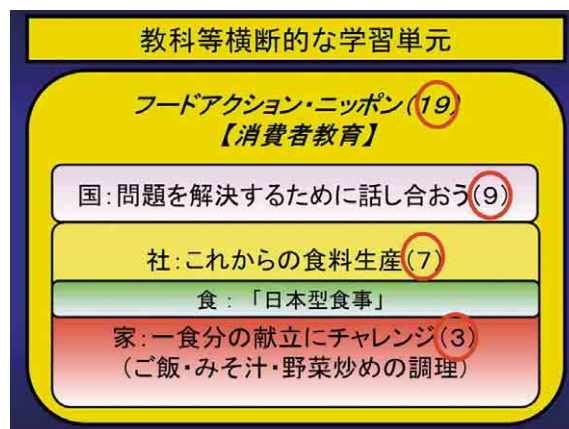 教科等横断的な学習単元
フードアクション・ニッポン(19)
【消費者教育】
国:問題を解決するために話し合おう(9)
社:これからの食料生産(7)
食:「日本型食事」
家:一食分の献立にチャレンジ(3)
(ご飯・みそ汁・野菜炒めの調理)